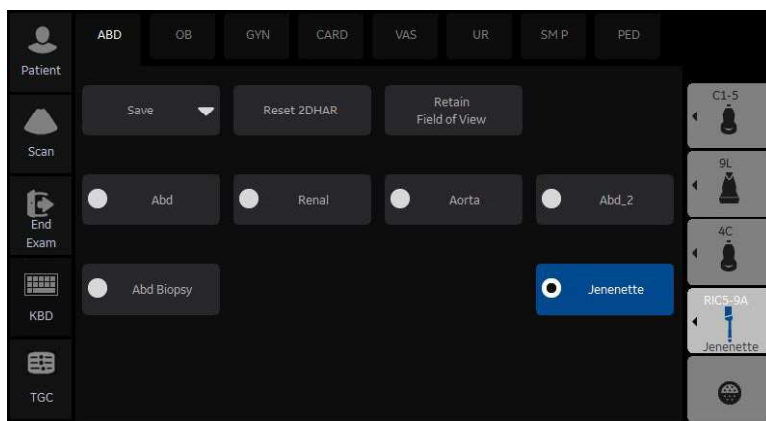 ABD OB GYN CARD VAS UR SM P PED
Patient
Save Reset 2DHAR Retain
Field of View
C1-5
Scan
9L
Abd Renal Aorta Abd_2
End
Exam
4C
Abd Biopsy Jenenette
RIC5-9A
KBD
Jenenette
TGC